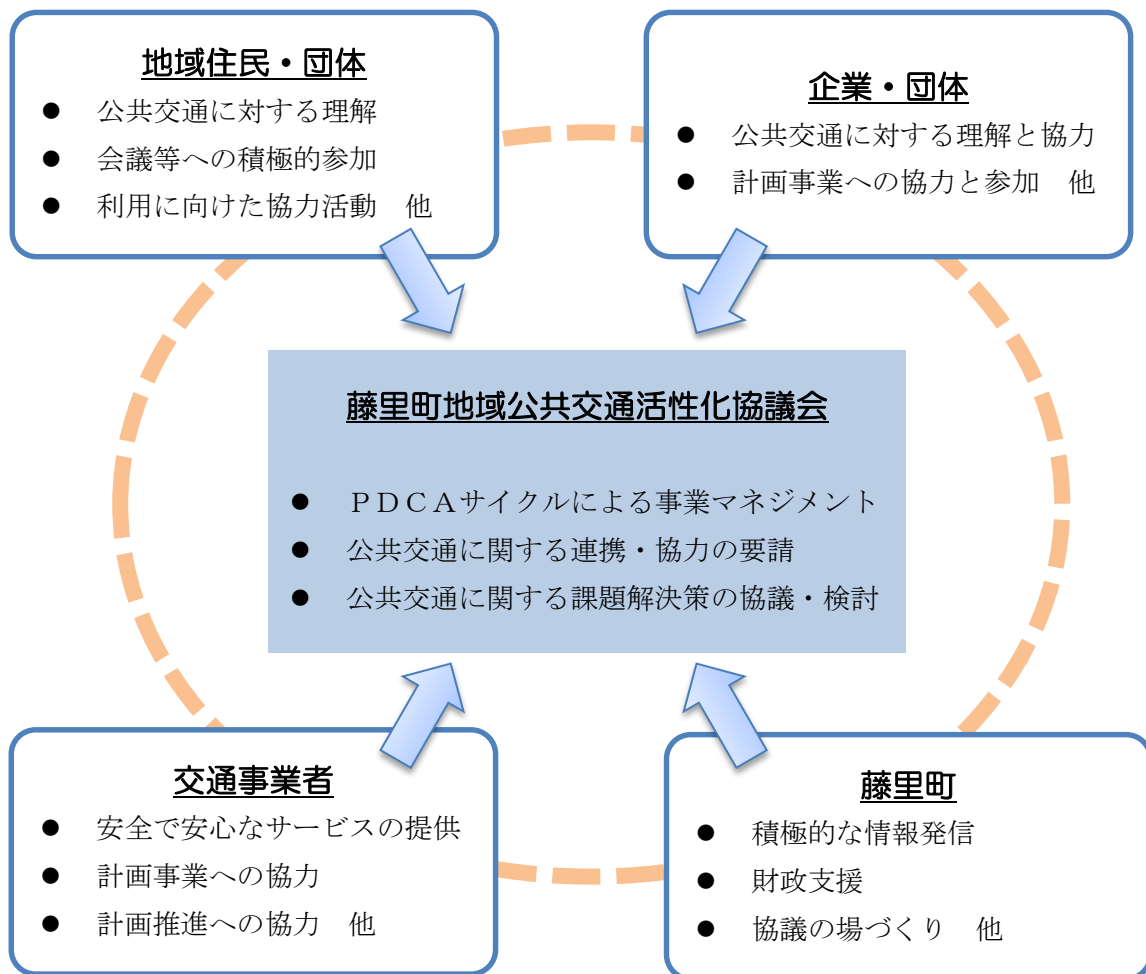 地域住民・団体
● 公共交通に対する理解
● 会議等への積極的参加
● 利用に向けた協力活動　他
企業・団体
● 公共交通に対する理解と協力
● 計画事業への協力と参加　他
藤里町地域公共交通活性化協議会
● ＰＤＣＡサイクルによる事業マネジメント
● 公共交通に関する連携・協力の要請
● 公共交通に関する課題解決策の協議・検討
交通事業者
● 安全で安心なサービスの提供
● 計画事業への協力
● 計画推進への協力　他
藤里町
● 積極的な情報発信
● 財政支援
● 協議の場づくり　他